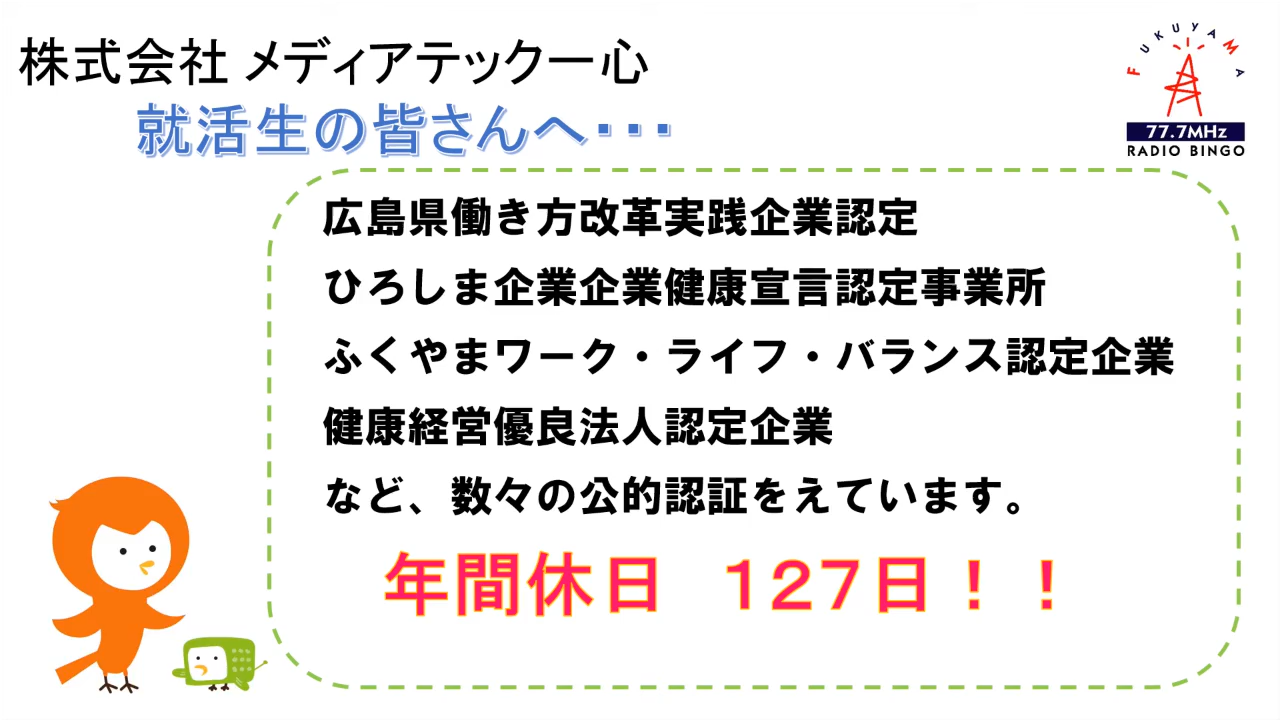 株式会社 メディアテック一心
就活生の皆さんへ・・・
FUKUYAMA
77.7MHz
RADIO BINGO
広島県働き方改革実践企業認定
ひろしま企業企業健康宣言認定事業所
ふくやまワーク・ライフ・バランス認定企業
健康経営優良法人認定企業
など、数々の公的認証をえています。
年間休日　127日！！